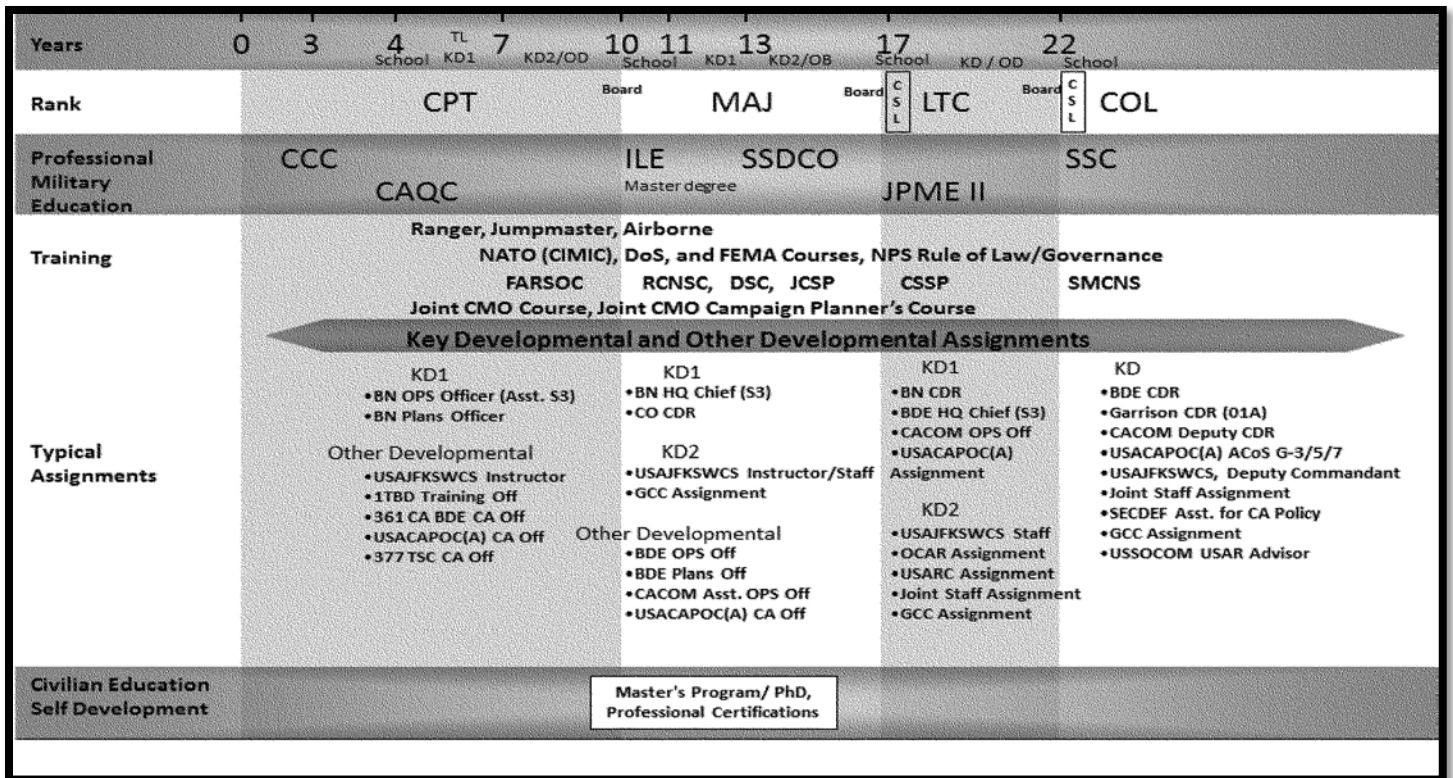 Years 0 3 4 TL 7 10 11 13 17 22
School KD1 KD2/OD School KD1 KD2/OB School KD / OD School
Rank CPT Board MAJ Board CSL LTC Board CSL COL
Professional Military Education
CCC ILE SSDCO SSC
CAQC Master degree JPME II
Training
Ranger, Jumpmaster, Airborne
NATO (CIMIC), DoS, and FEMA Courses, NPS Rule of Law/Governance
FARSOC RCNSC, DSC, JCSP CSSP SMCNS
Joint CMO Course, Joint CMO Campaign Planner's Course
Key Developmental and Other Developmental Assignments
Typical
Assignments
KD1
•BN OPS Officer (Asst. S3)
•BN Plans Officer
Other Developmental
•USAJFKSWCS Instructor
•1TBD Training Off
•361 CA BDE CA Off
•USACAPOC(A) CA Off
•377 TSC CA Off
KD1
•BN HQ Chief (S3)
•CO CDR
KD2
•USAJFKSWCS Instructor/Staff
•GCC Assignment
Other Developmental
•BDE OPS Off
•BDE Plans Off
•CACOM Asst. OPS Off
•USACAPOC(A) CA Off
KD1
•BN CDR
•BDE HQ Chief (S3)
•CACOM OPS Off
•USACAPOC(A)
Assignment
KD2
•USAJFKSWCS Staff
•OCAR Assignment
•USARC Assignment
•Joint Staff Assignment
•GCC Assignment
KD
•BDE CDR
•Garrison CDR (01A)
•CACOM Deputy CDR
•USACAPOC(A) ACoS G-3/5/7
•USAJFKSWCS, Deputy Commandant
•Joint Staff Assignment
•SECDEF Asst. for CA Policy
•GCC Assignment
•USSOCOM USAR Advisor
Civilian Education
Self Development
Master's Program/ PhD,
Professional Certifications